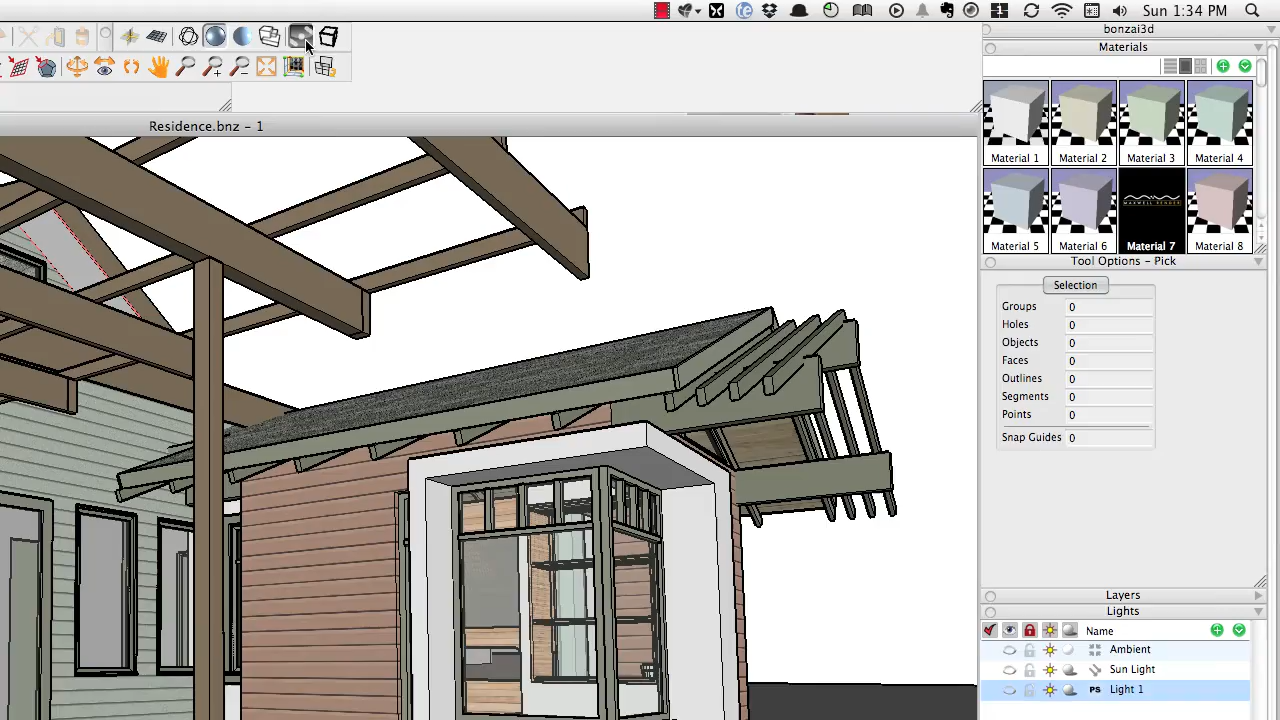 Sun 1:34 PM
bonzai3d
Materials
Residence.bnz - 1
Material 1
Material 2
Material 3
Material 4
MAXWELL RENDER
Material 5
Material 6
Material 7
Material 8
Tool Options - Pick
Selection
Groups 0
Holes 0
Objects 0
Faces 0
Outlines 0
Segments 0
Points 0
Snap Guides 0
Layers
Lights
Name
Ambient
Sun Light
PS Light 1